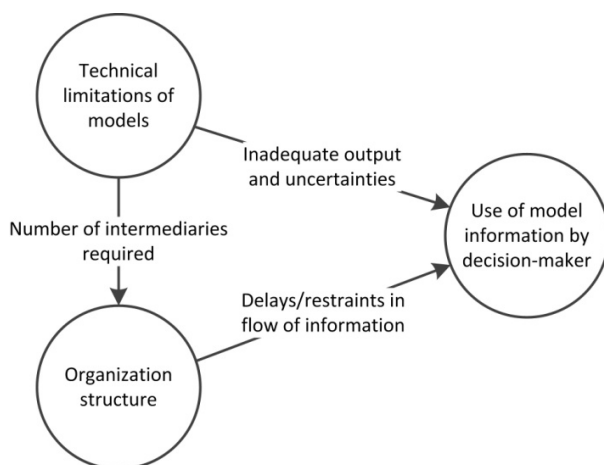 Technical
limitations of
models
Inadequate output
and uncertainties
Use of model
information by
decision-maker
Number of intermediaries
required
Delays/restraints in
flow of information
Organization
structure